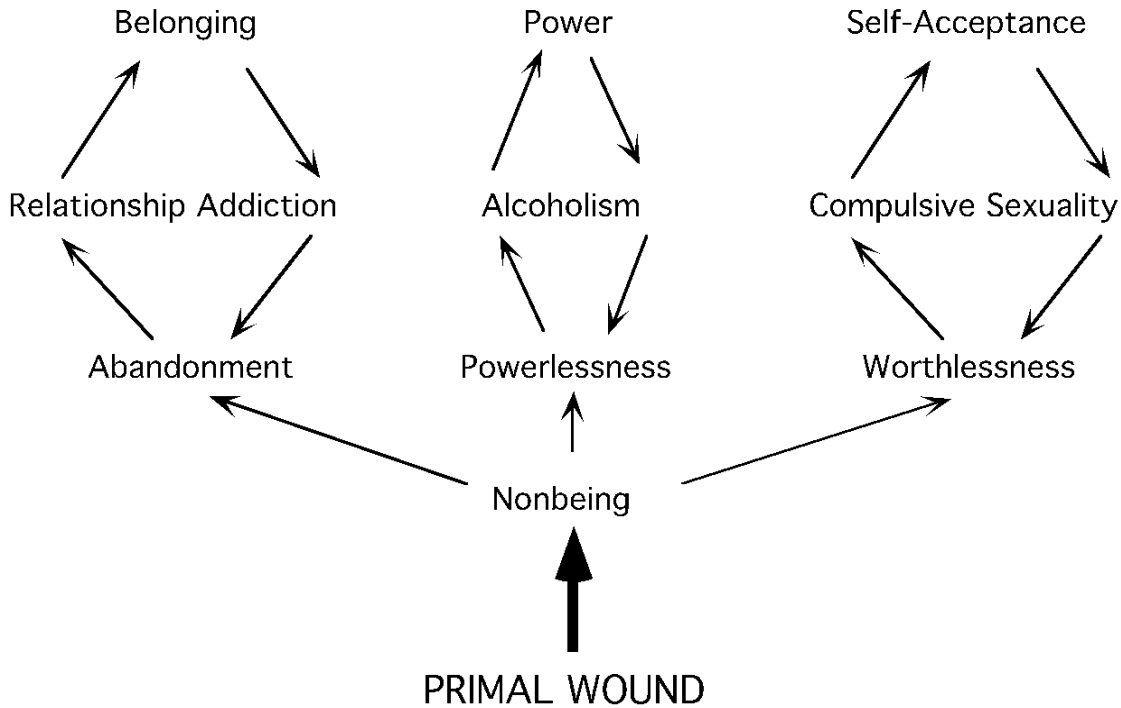 Belonging
Power
Self-Acceptance
Relationship Addiction
Alcoholism
Compulsive Sexuality
Abandonment
Powerlessness
Worthlessness
Nonbeing
PRIMAL WOUND